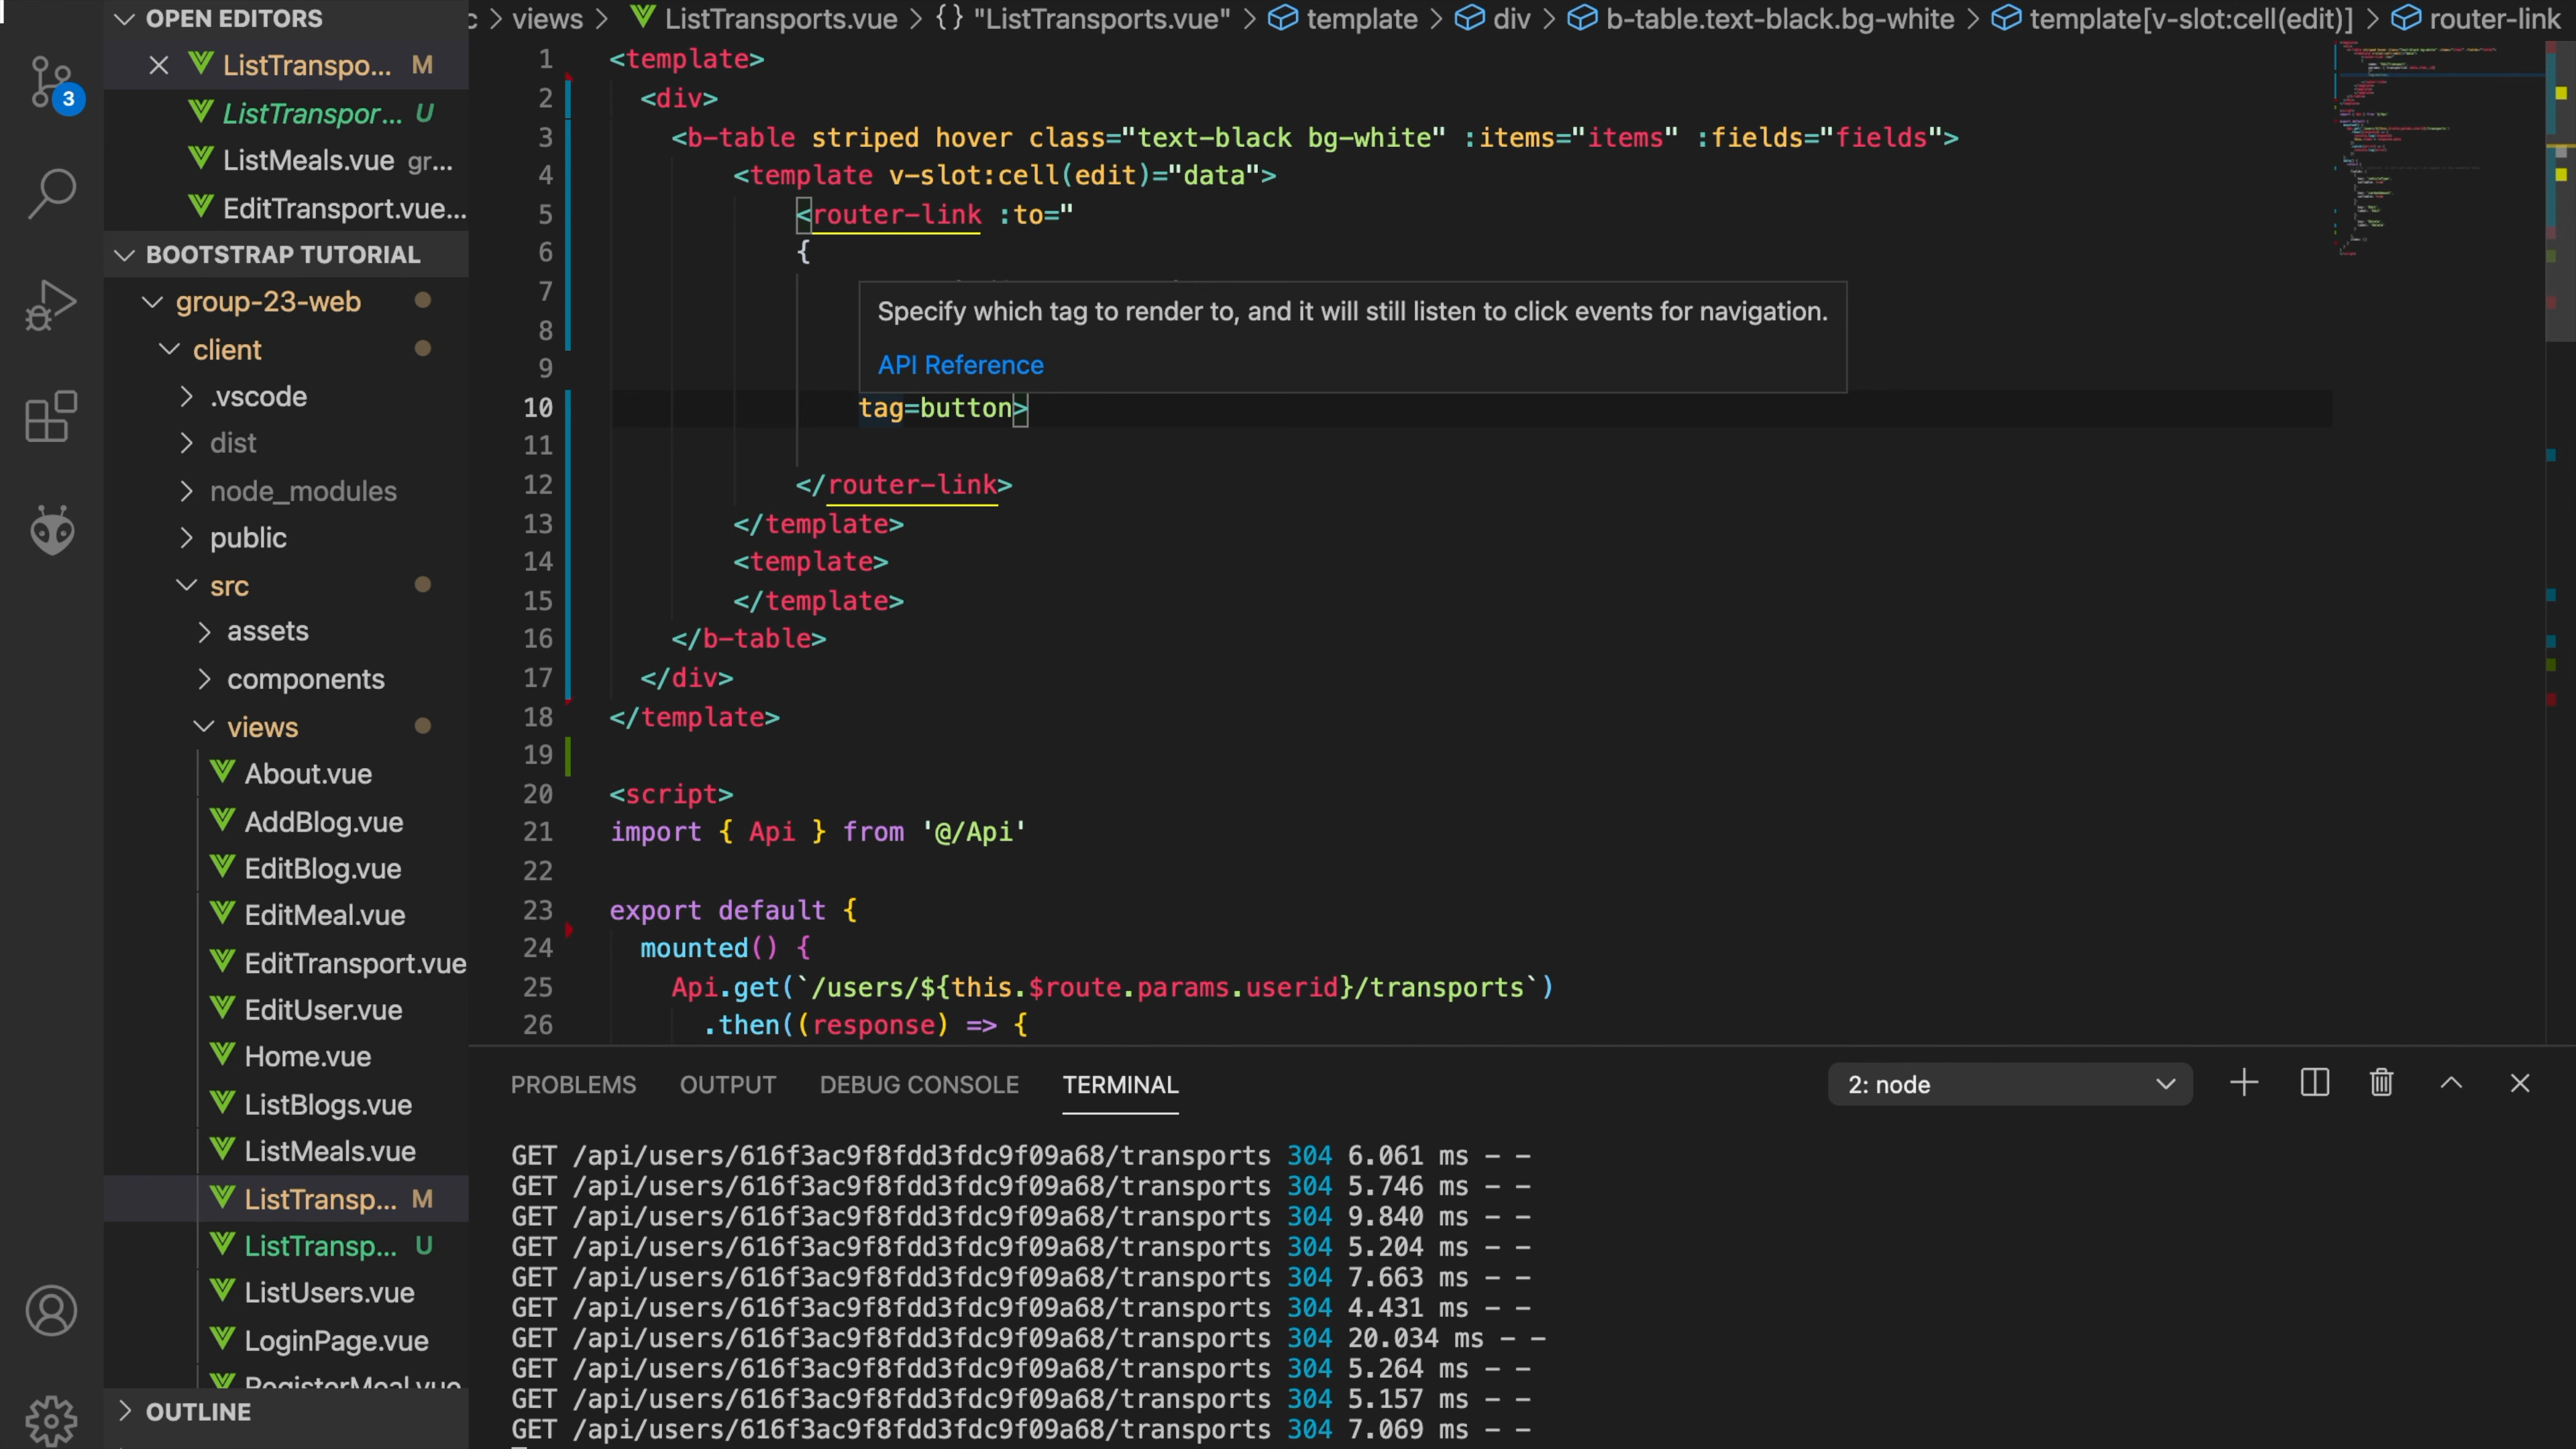 OPEN EDITORS
ListTranspo... M
ListTranspor... U
ListMeals.vue gr...
EditTransport.vue...
BOOTSTRAP TUTORIAL
group-23-web
client
.vscode
dist
node_modules
public
src
assets
components
views
About.vue
AddBlog.vue
EditBlog.vue
EditMeal.vue
EditTransport.vue
EditUser.vue
Home.vue
ListBlogs.vue
ListMeals.vue
ListTransp... M
ListTransp... U
ListUsers.vue
LoginPage.vue
RegisterMeal.vue
OUTLINE
3
c > views > ListTransports.vue > {} "ListTransports.vue" > template > div > b-table.text-black.bg-white > template[v-slot:cell(edit)] > router-link
1 <template>
2 <div>
3 <b-table striped hover class="text-black bg-white" :items="items" :fields="fields">
4 <template v-slot:cell(edit)="data">
5 <router-link :to="
6 {
7
8
9
Specify which tag to render to, and it will still listen to click events for navigation.
API Reference
10 tag=button>
11
12 </router-link>
13 </template>
14 <template>
15 </template>
16 </b-table>
17 </div>
18 </template>
19
20 <script>
21 import { Api } from '@/Api'
22
23 export default {
24 mounted() {
25 Api.get(`/users/${this.$route.params.userid}/transports`)
26 .then((response) => {
PROBLEMS OUTPUT DEBUG CONSOLE TERMINAL 2: node
GET /api/users/616f3ac9f8fdd3fdc9f09a68/transports 304 6.061 ms - -
GET /api/users/616f3ac9f8fdd3fdc9f09a68/transports 304 5.746 ms - -
GET /api/users/616f3ac9f8fdd3fdc9f09a68/transports 304 9.840 ms - -
GET /api/users/616f3ac9f8fdd3fdc9f09a68/transports 304 5.204 ms - -
GET /api/users/616f3ac9f8fdd3fdc9f09a68/transports 304 7.663 ms - -
GET /api/users/616f3ac9f8fdd3fdc9f09a68/transports 304 4.431 ms - -
GET /api/users/616f3ac9f8fdd3fdc9f09a68/transports 304 20.034 ms - -
GET /api/users/616f3ac9f8fdd3fdc9f09a68/transports 304 5.264 ms - -
GET /api/users/616f3ac9f8fdd3fdc9f09a68/transports 304 5.157 ms - -
GET /api/users/616f3ac9f8fdd3fdc9f09a68/transports 304 7.069 ms - -